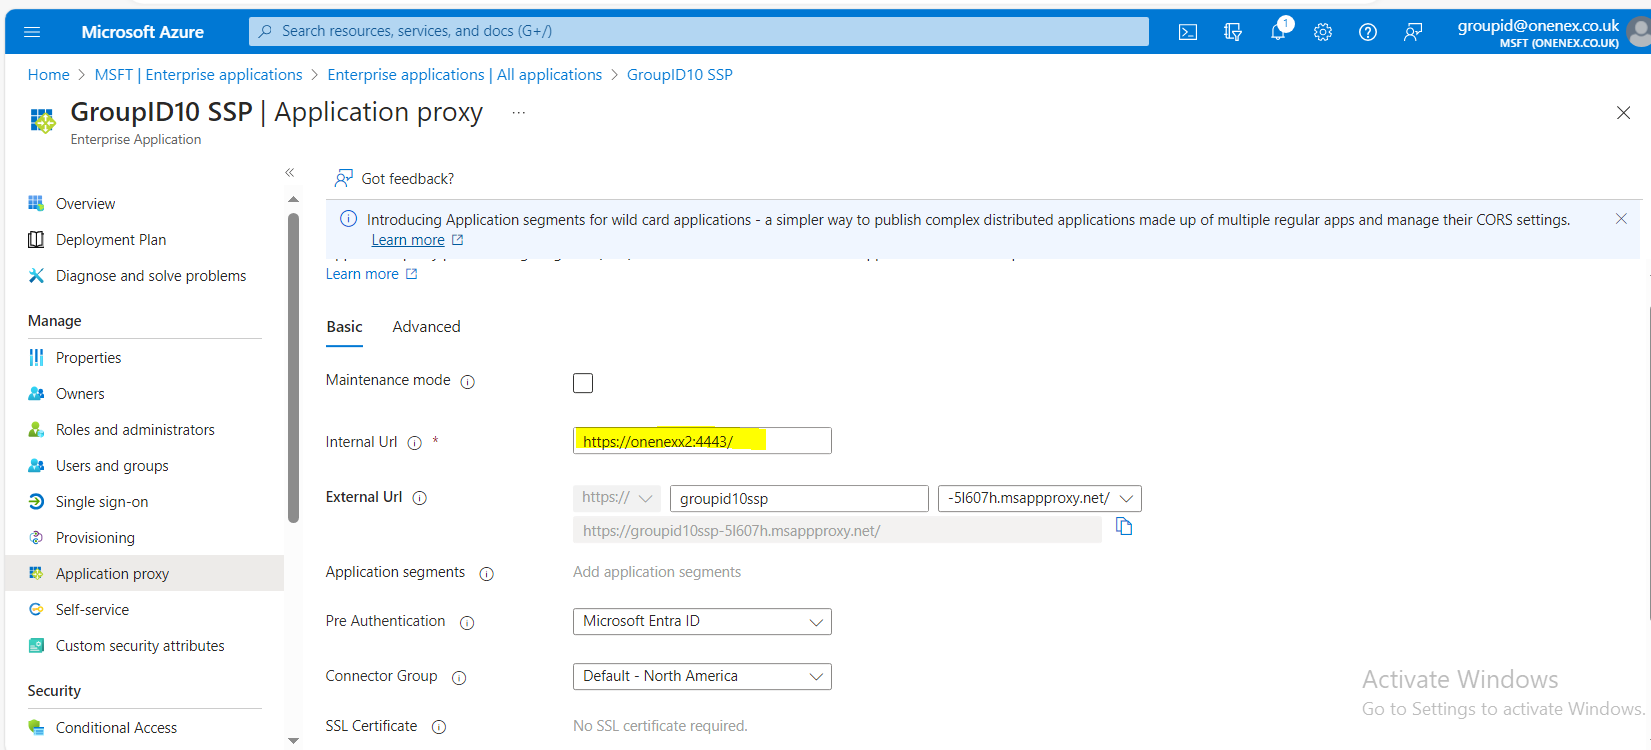 Microsoft Azure
Search resources, services, and docs (G+/)
1
groupid@onenex.co.uk
MSFT (ONENEX.CO.UK)
Home > MSFT | Enterprise applications > Enterprise applications | All applications > GroupID10 SSP
GroupID10 SSP | Application proxy ...
Enterprise Application
Got feedback?
Introducing Application segments for wild card applications - a simpler way to publish complex distributed applications made up of multiple regular apps and manage their CORS settings.
Learn more
Learn more
Overview
Deployment Plan
Diagnose and solve problems
Manage
Properties
Owners
Roles and administrators
Users and groups
Single sign-on
Provisioning
Application proxy
Self-service
Custom security attributes
Security
Conditional Access
Basic Advanced
Maintenance mode
Internal Url * https://onenexx2:4443/
External Url https:// groupid10ssp -5l607h.msappproxy.net/
https://groupid10ssp-5l607h.msappproxy.net/
Application segments Add application segments
Pre Authentication Microsoft Entra ID
Connector Group Default - North America
SSL Certificate No SSL certificate required.
Activate Windows
Go to Settings to activate Windows.